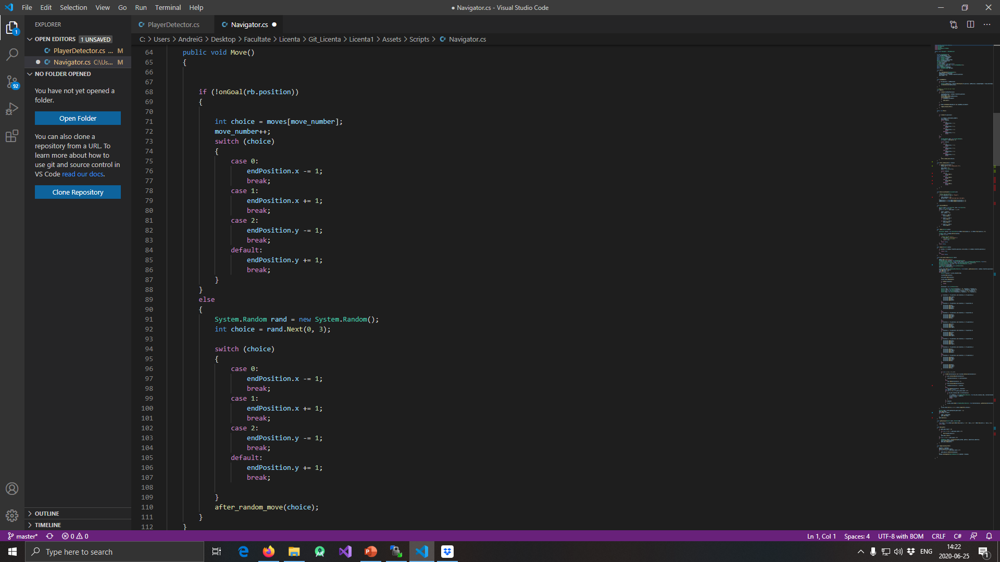 File Edit Selection View Go Run Terminal Help
● Navigator.cs - Visual Studio Code
EXPLORER
OPEN EDITORS 1 UNSAVED
PlayerDetector.cs ... M
Navigator.cs C:\Us... M
NO FOLDER OPENED
You have not yet opened a
folder.
Open Folder
You can also clone a
repository from a URL. To
learn more about how to
use git and source control in
VS Code read our docs.
Clone Repository
OUTLINE
TIMELINE
1
92
PlayerDetector.cs
Navigator.cs
C: > Users > AndreiG > Desktop > Facultate > Licenta > Git_Licenta > Licenta1 > Assets > Scripts > Navigator.cs
64 public void Move()
65 {
66
67
68 if (!onGoal(rb.position))
69 {
70
71 int choice = moves[move_number];
72 move_number++;
73 switch (choice)
74 {
75 case 0:
76 endPosition.x -= 1;
77 break;
78 case 1:
79 endPosition.x += 1;
80 break;
81 case 2:
82 endPosition.y -= 1;
83 break;
84 default:
85 endPosition.y += 1;
86 break;
87 }
88 }
89 else
90 {
91 System.Random rand = new System.Random();
92 int choice = rand.Next(0, 3);
93
94 switch (choice)
95 {
96 case 0:
97 endPosition.x -= 1;
98 break;
99 case 1:
100 endPosition.x += 1;
101 break;
102 case 2:
103 endPosition.y -= 1;
104 break;
105 default:
106 endPosition.y += 1;
107 break;
108
109 }
110 after_random_move(choice);
111 }
112 }
master* 0 0
Ln 1, Col 1 Spaces: 4 UTF-8 with BOM CRLF C#
Type here to search
ENG
14:22
2020-06-25
1